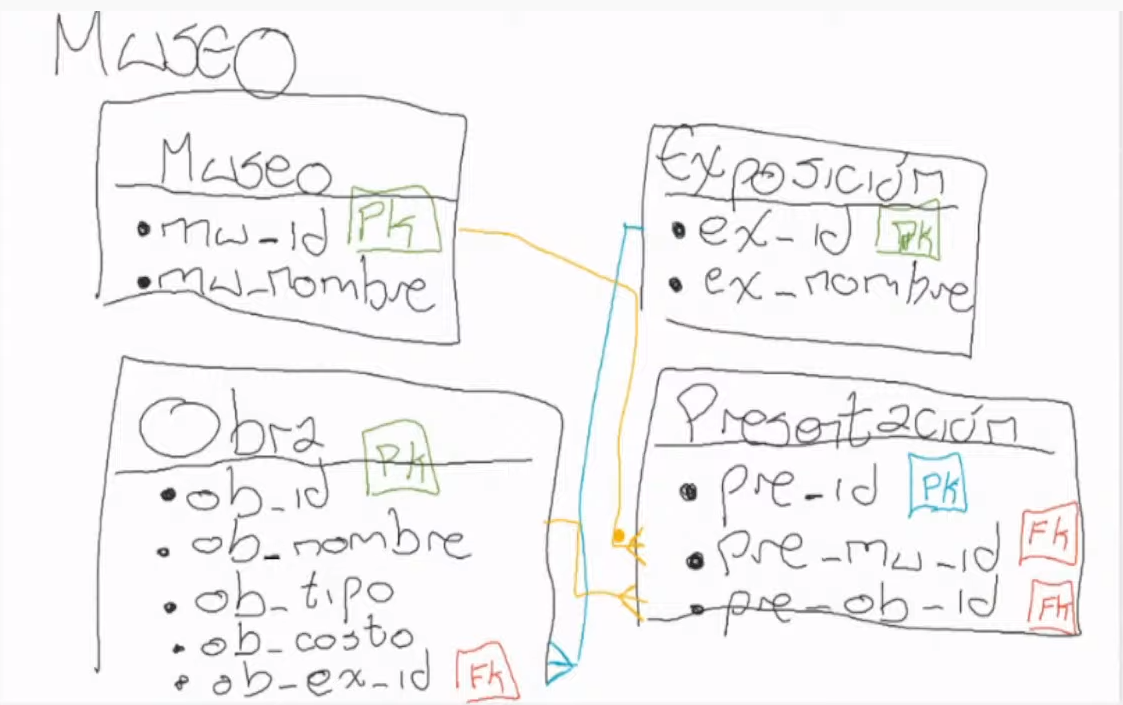 Museo
Museo
mu_id PK
mu_nombre
Exposición
ex_id PK
ex_nombre
Obra
ob_id PK
ob_nombre
ob_tipo
ob_costo
ob_ex_id FK
Presentación
pre_id PK
pre_mu_id FK
pre_ob_id FK